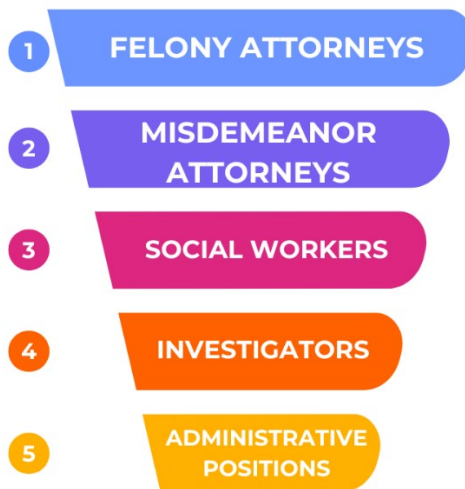 1
FELONY ATTORNEYS
2
MISDEMEANOR
ATTORNEYS
3
SOCIAL WORKERS
4
INVESTIGATORS
5
ADMINISTRATIVE
POSITIONS